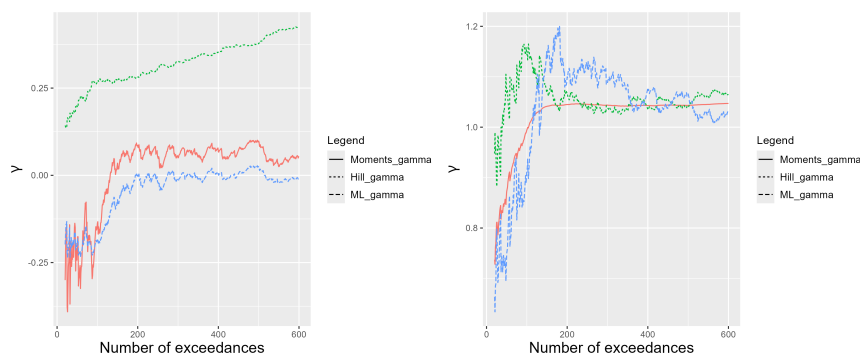 0.25
0.00
-0.25
γ
0
200
400
600
Number of exceedances
Legend
Moments_gamma
Hill_gamma
ML_gamma
1.2
1.0
0.8
γ
0
200
400
600
Number of exceedances
Legend
Moments_gamma
Hill_gamma
ML_gamma